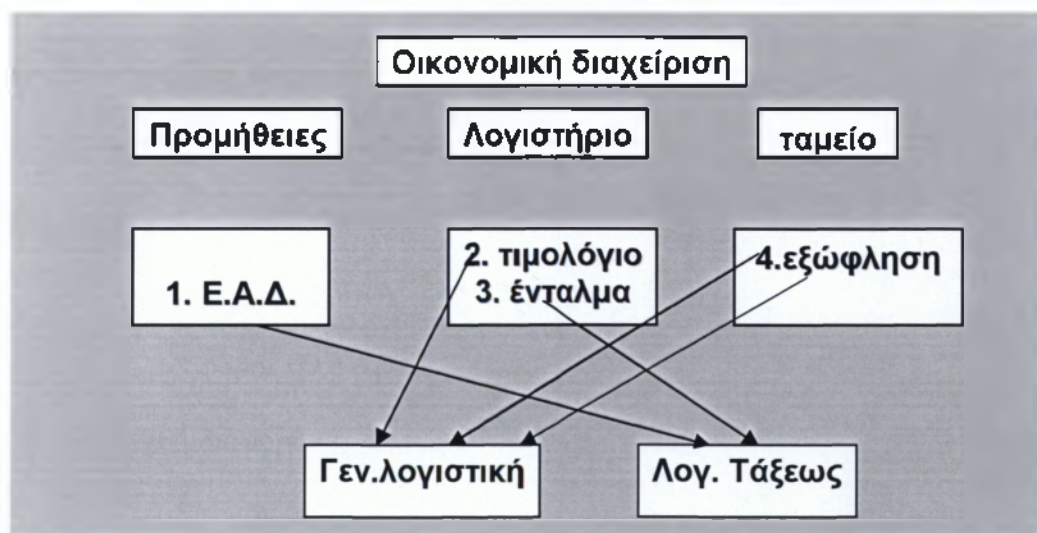 Οικονομική διαχείριση
Προμήθειες
Λογιστήριο
ταμείο
1. Ε.Α.Δ.
2. τιμολόγιο
3. ένταλμα
4.εξώφληση
Γεν.λογιστική
Λογ. Τάξεως